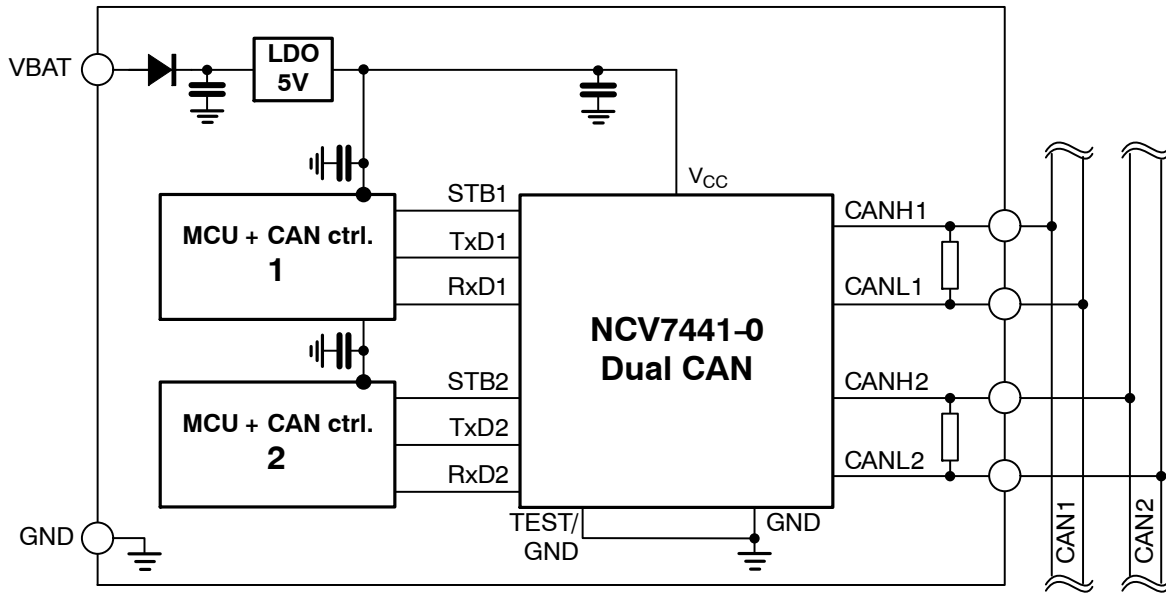 VBAT
LDO
5V
VCC
MCU + CAN ctrl.
1
STB1
TxD1
RxD1
MCU + CAN ctrl.
2
STB2
TxD2
RxD2
NCV7441-0
Dual CAN
CANH1
CANL1
CANH2
CANL2
TEST/
GND
GND
GND
CAN1
CAN2